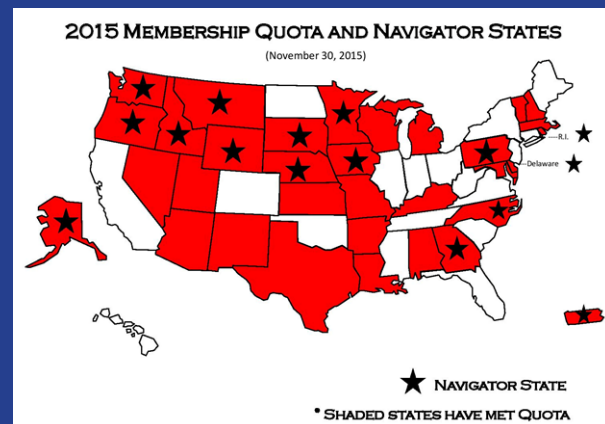 2015 MEMBERSHIP QUOTA AND NAVIGATOR STATES
(November 30, 2015)
R.I.
Delaware
NAVIGATOR STATE
* SHADED STATES HAVE MET QUOTA